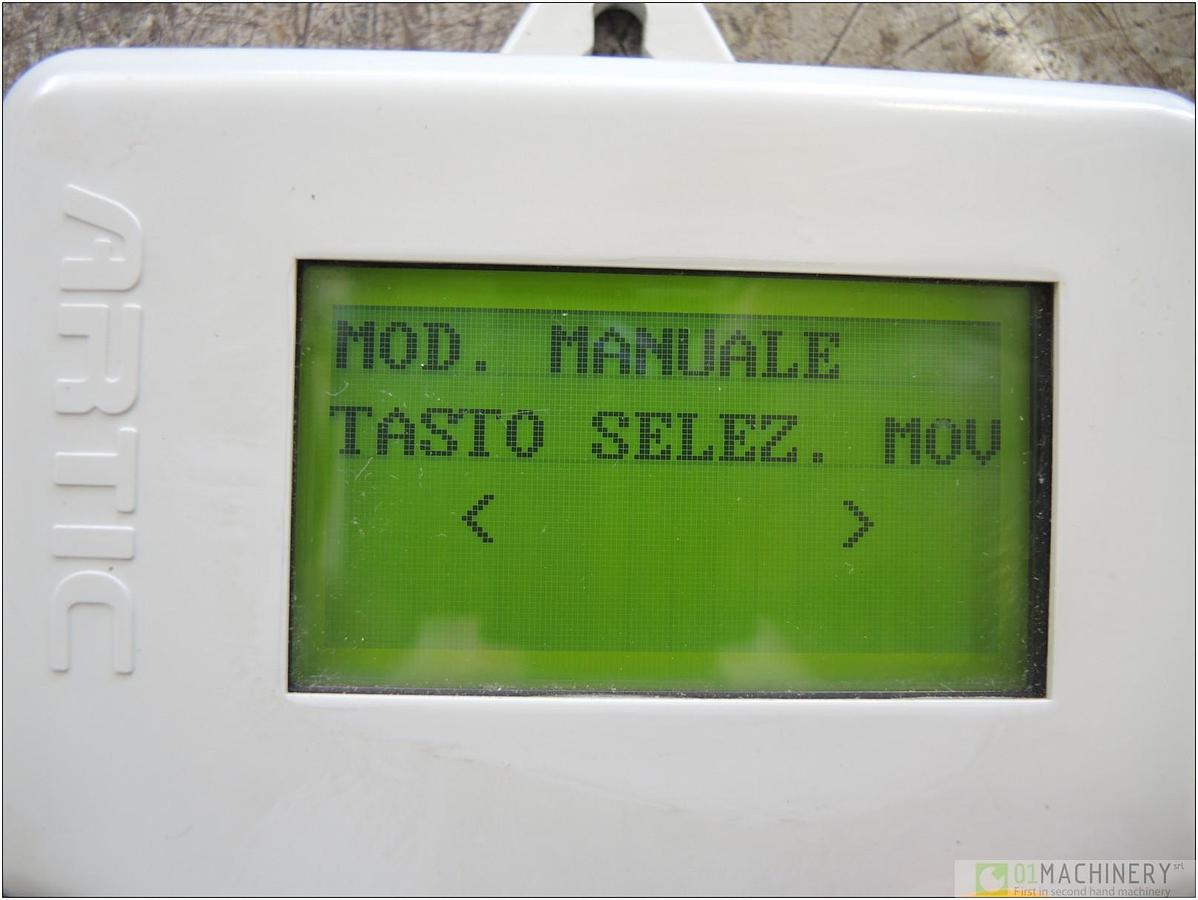 ARTIC
MOD. MANUALE
TASTO SELEZ. MOV
< >
01MACHINERY srl
First in second hand machinery